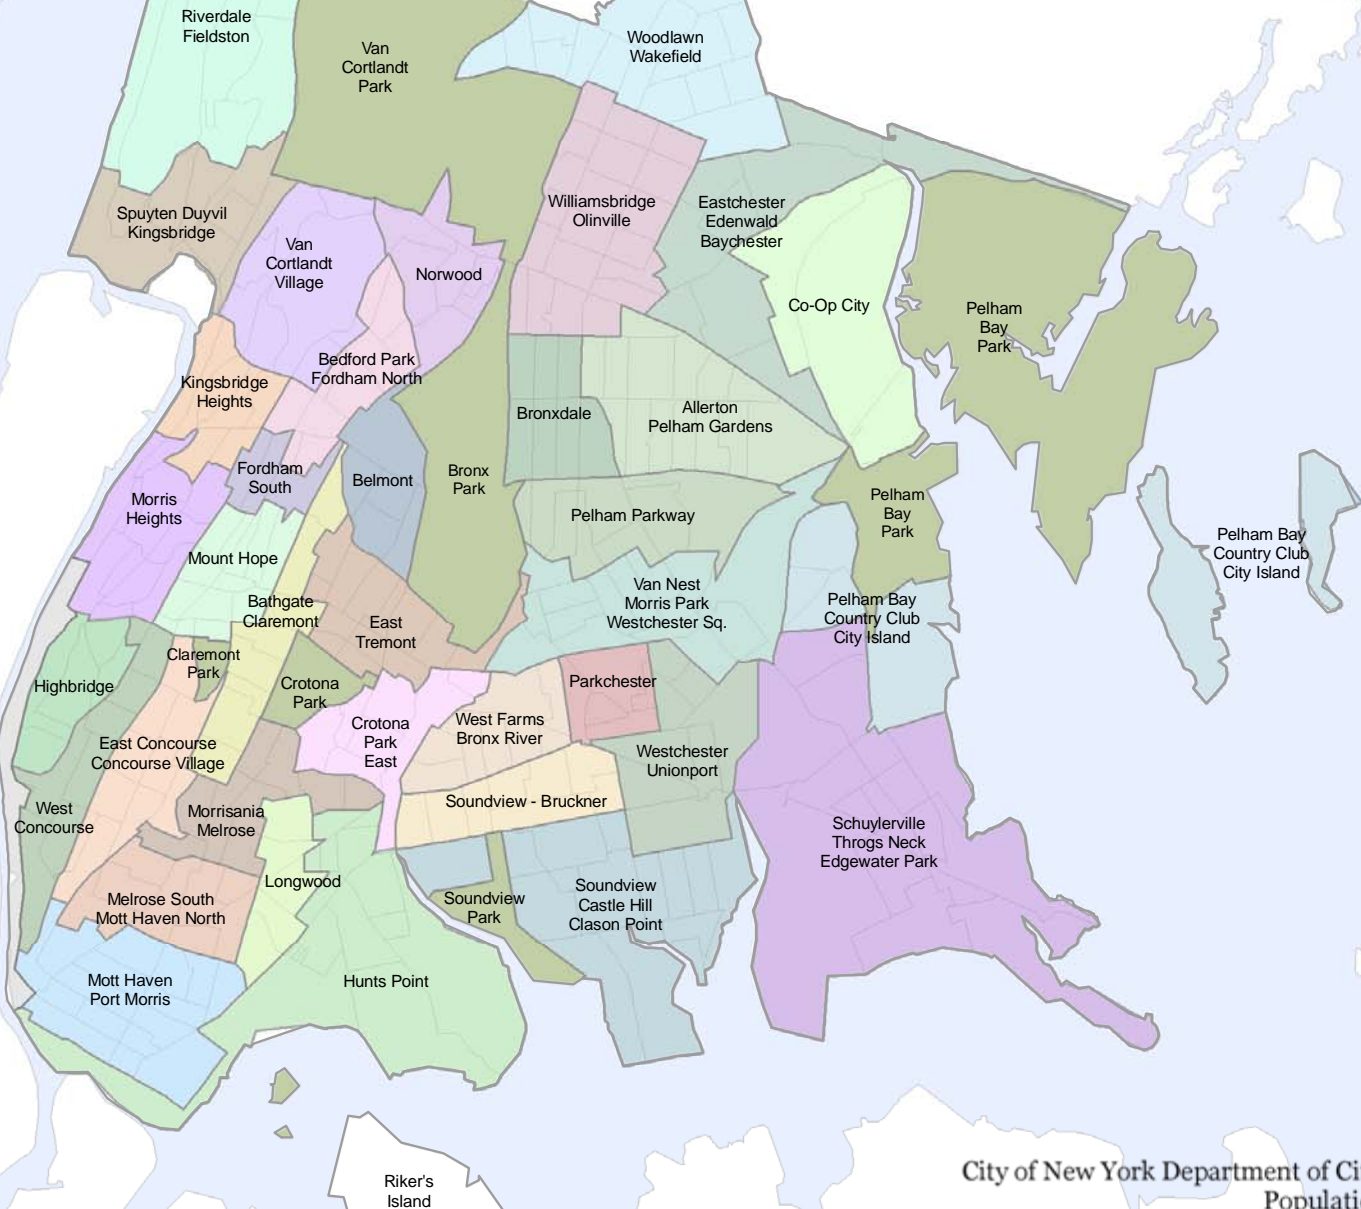 Riverdale
Fieldston
Van
Cortlandt
Park
Woodlawn
Wakefield
Spuyten Duyvil
Kingsbridge
Van
Cortlandt
Village
Norwood
Williamsbridge
Olinville
Eastchester
Edenwald
Baychester
Co-Op City
Pelham
Bay
Park
Kingsbridge
Heights
Bedford Park
Fordham North
Bronxdale
Allerton
Pelham Gardens
Fordham
South
Belmont
Bronx
Park
Morris
Heights
Pelham Parkway
Pelham
Bay
Park
Pelham Bay
Country Club
City Island
Mount Hope
Bathgate
Claremont
East
Tremont
Van Nest
Morris Park
Westchester Sq.
Pelham Bay
Country Club
City Island
Claremont
Park
Highbridge
Crotona
Park
Parkchester
Crotona
Park
East
West Farms
Bronx River
East Concourse
Concourse Village
Westchester
Unionport
West
Concourse
Morrisania
Melrose
Soundview - Bruckner
Schuylerville
Throgs Neck
Edgewater Park
Longwood
Melrose South
Mott Haven North
Soundview
Park
Soundview
Castle Hill
Clason Point
Mott Haven
Port Morris
Hunts Point
Riker's
Island
City of New York Department of Ci
Populati